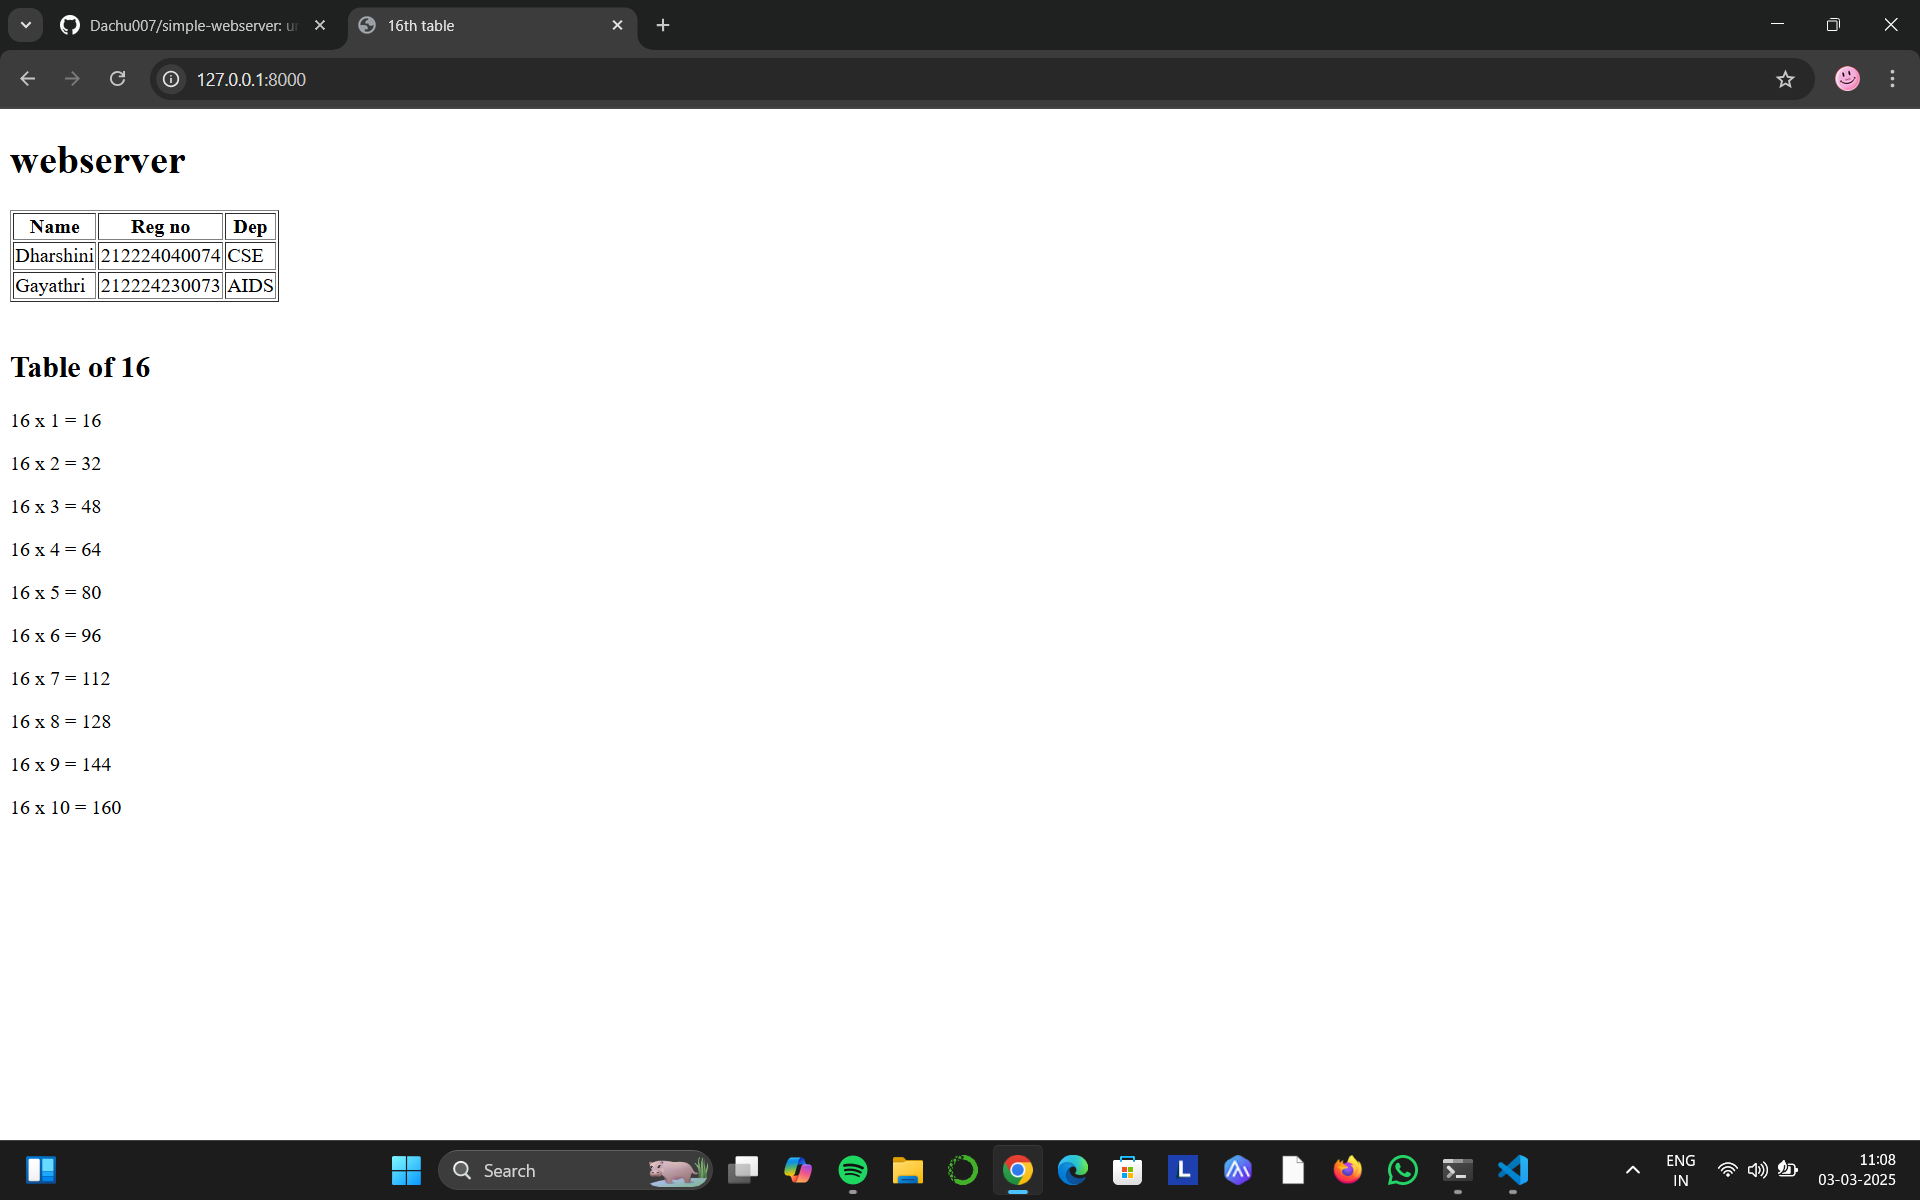 Dachu007/simple-webserver: ur
16th table
127.0.0.1:8000
webserver
Name Reg no Dep
Dharshini 212224040074 CSE
Gayathri 212224230073 AIDS
Table of 16
16 x 1 = 16
16 x 2 = 32
16 x 3 = 48
16 x 4 = 64
16 x 5 = 80
16 x 6 = 96
16 x 7 = 112
16 x 8 = 128
16 x 9 = 144
16 x 10 = 160
Search
L
ENG
IN
11:08
03-03-2025